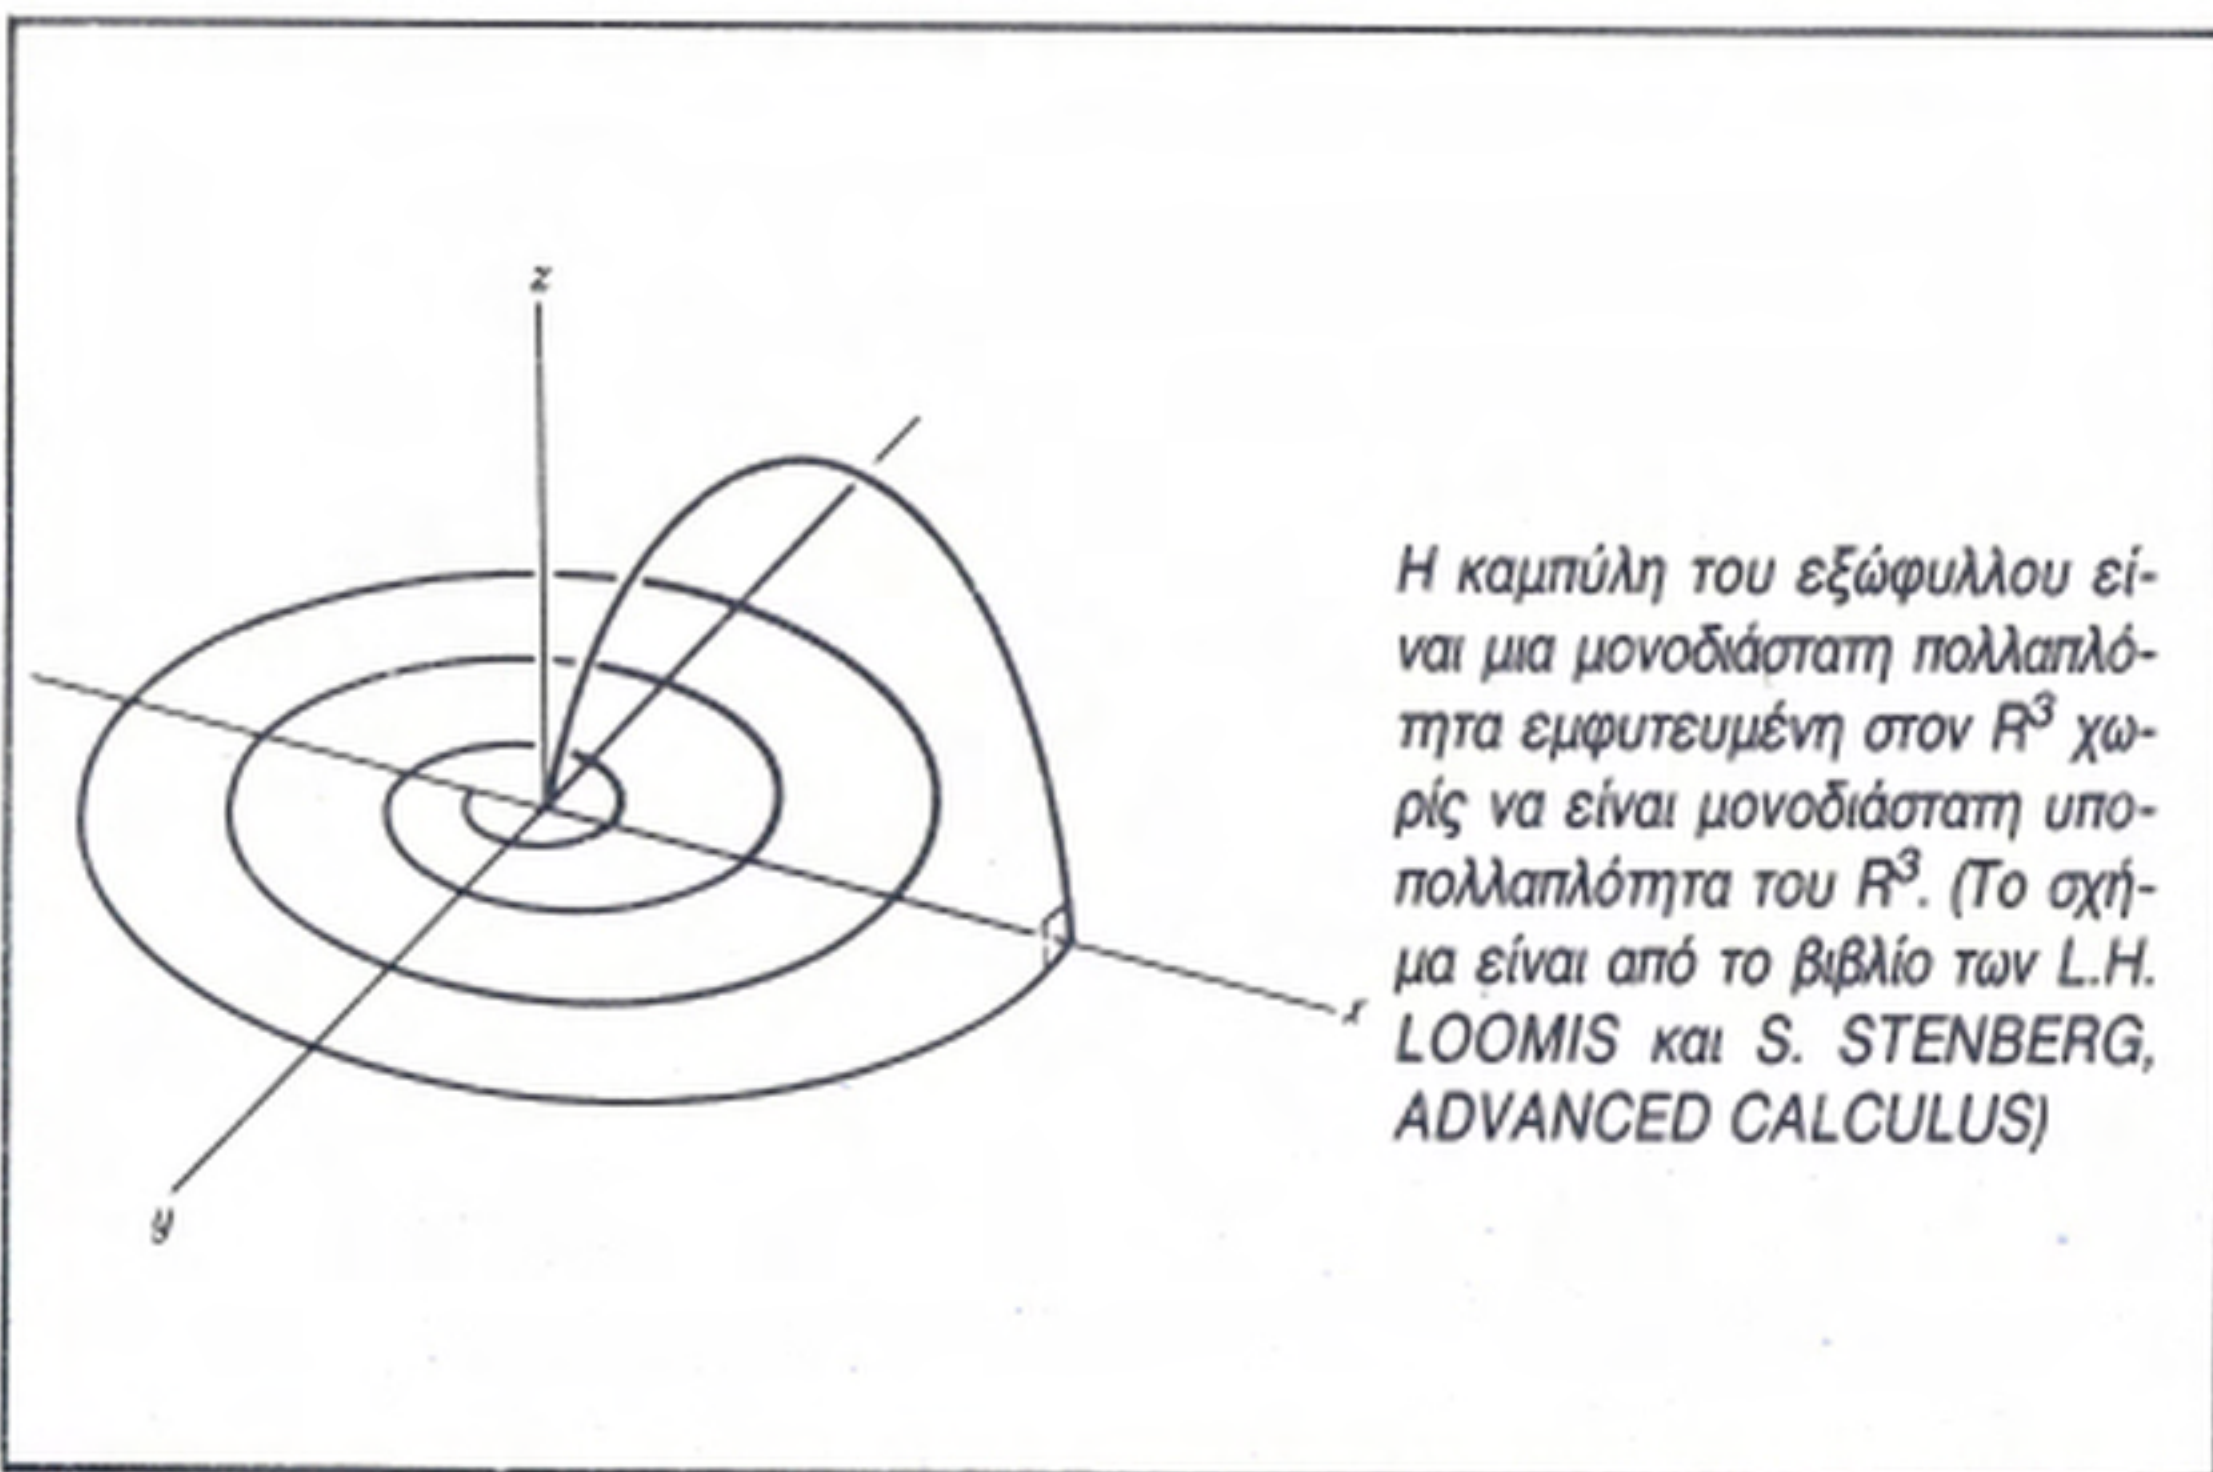 z
Η καμπύλη του εξώφυλλου εί-
ναι μια μονοδιάστατη πολλαπλό-
τητα εμφυτευμένη στον R³ χω-
ρίς να είναι μονοδιάστατη υπο-
πολλαπλότητα του R³. (Το σχή-
μα είναι από το βιβλίο των L.H.
LOOMIS και S. STENBERG,
ADVANCED CALCULUS)
x
y